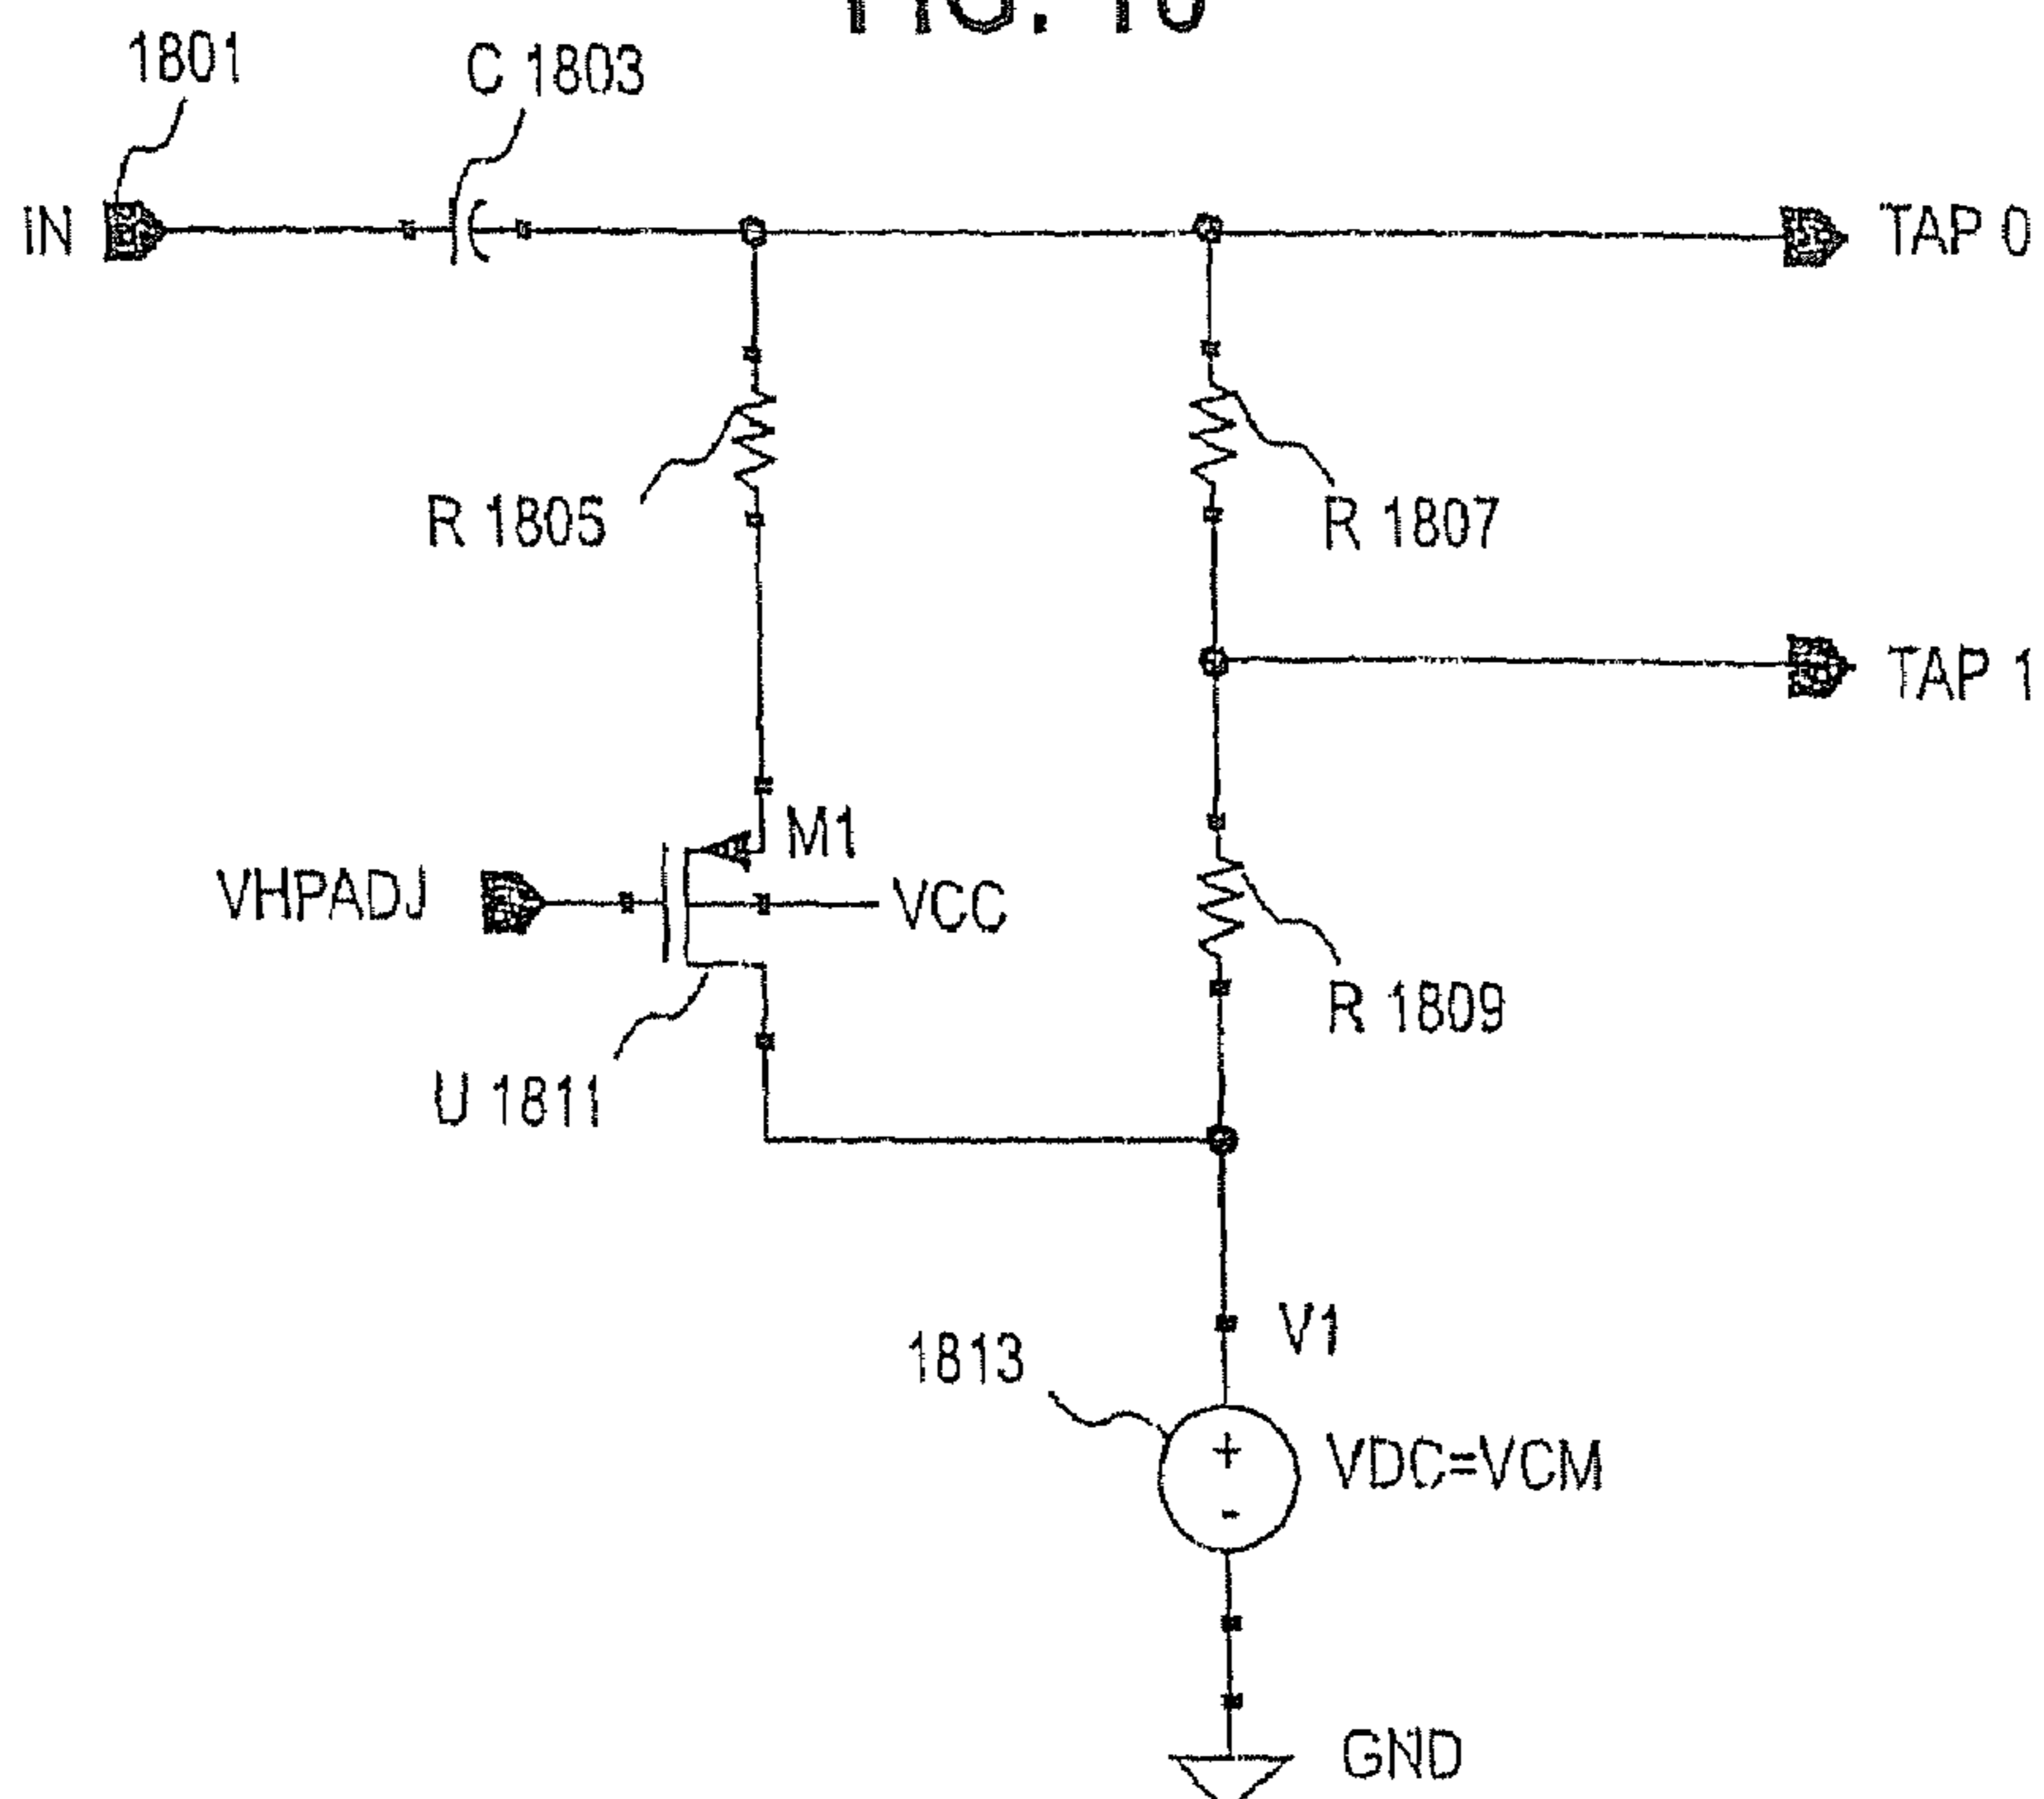 1801
C 1803
IN
TAP 0
R 1805
R 1807
TAP 1
M1
VHPADJ
VCC
R 1809
U 1811
V1
1813
VDC=VCM
+
-
GND